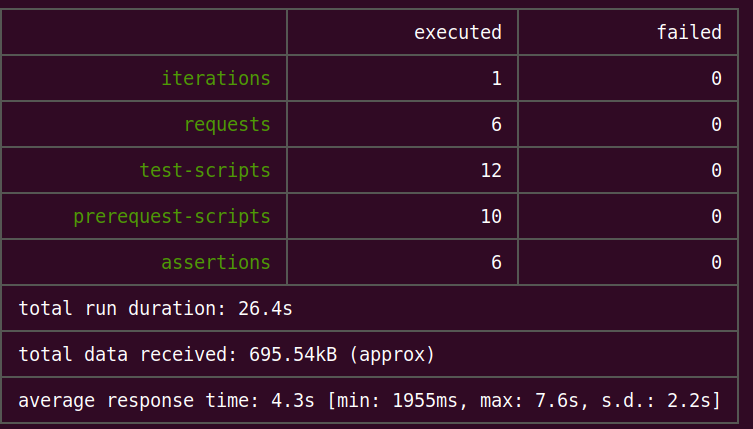 executed failed
iterations 1 0
requests 6 0
test-scripts 12 0
prerequest-scripts 10 0
assertions 6 0
total run duration: 26.4s
total data received: 695.54kB (approx)
average response time: 4.3s [min: 1955ms, max: 7.6s, s.d.: 2.2s]